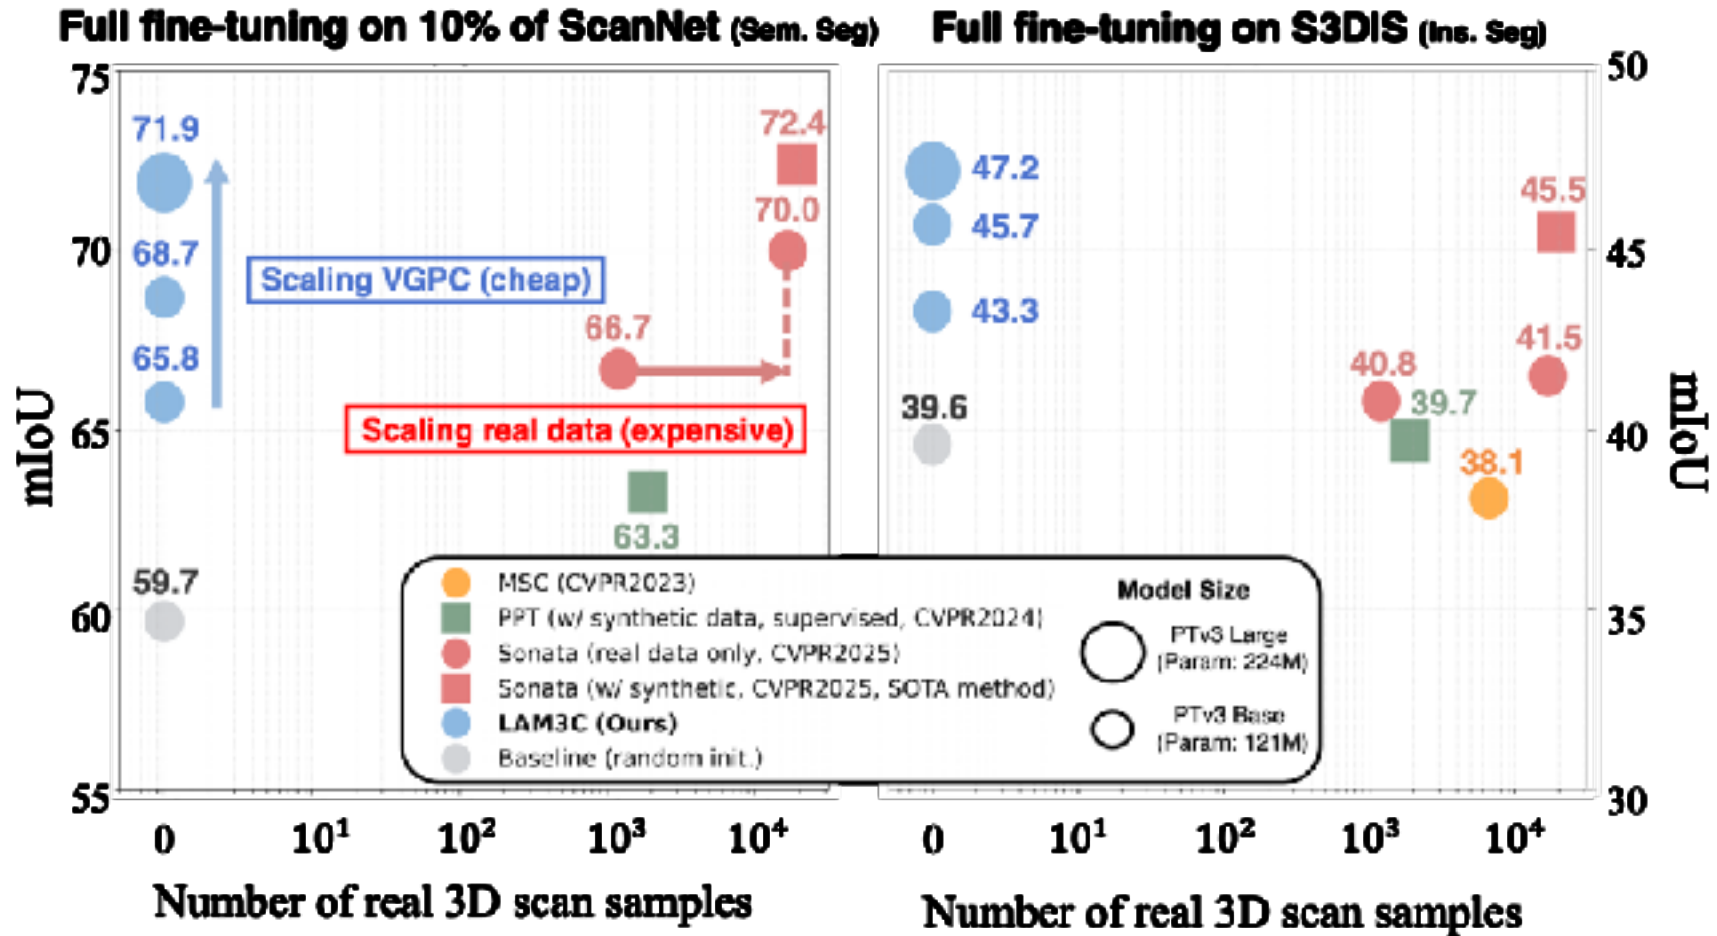 Full fine-tuning on 10% of ScanNet (Sem. Seg)
75
70
65
60
55
mIoU
71.9
68.7
65.8
59.7
Scaling VGPC (cheap)
72.4
70.0
66.7
Scaling real data (expensive)
63.3
0
10¹
10²
10³
10⁴
Number of real 3D scan samples
Full fine-tuning on S3DIS (Ins. Seg)
50
45
40
35
30
mIoU
47.2
45.7
43.3
39.6
45.5
41.5
40.8
39.7
38.1
0
10¹
10²
10³
10⁴
Number of real 3D scan samples
MSC (CVPR2023)
PPT (w/ synthetic data, supervised, CVPR2024)
Sonata (real data only, CVPR2025)
Sonata (w/ synthetic, CVPR2025, SOTA method)
LAM3C (Ours)
Baseline (random init.)
Model Size
PTv3 Large
(Param: 224M)
PTv3 Base
(Param: 121M)